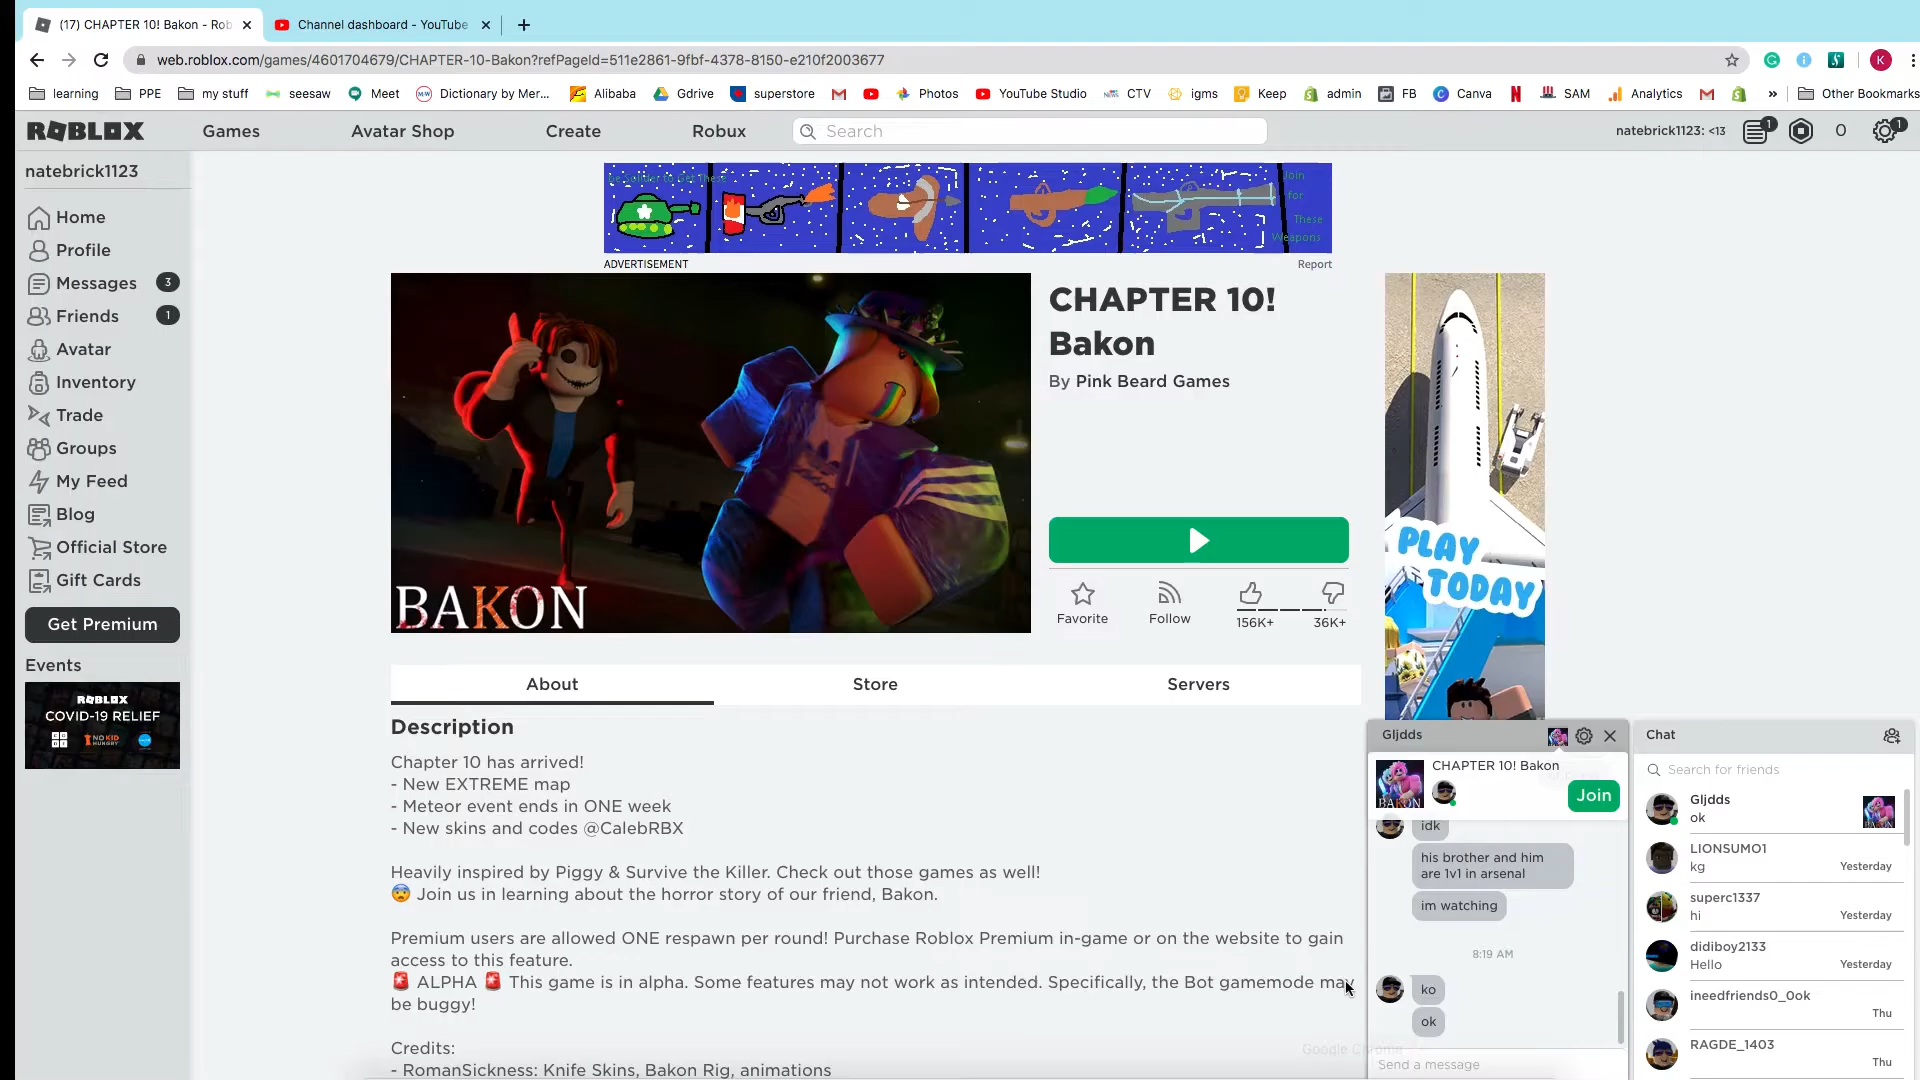 (17) CHAPTER 10! Bakon - Rob
Channel dashboard - YouTube
web.roblox.com/games/4601704679/CHAPTER-10-Bakon?refPageId=511e2861-9fbf-4378-8150-e210f2003677
learning
PPE
my stuff
seesaw
Meet
Dictionary by Mer...
Alibaba
Gdrive
superstore
Photos
YouTube Studio
CTV
igms
Keep
admin
FB
Canva
SAM
Analytics
Other Bookmarks
ROBLOX
Games
Avatar Shop
Create
Robux
Search
natebrick1123: <13
1
0
1
natebrick1123
Home
Profile
Messages 3
Friends 1
Avatar
Inventory
Trade
Groups
My Feed
Blog
Official Store
Gift Cards
Get Premium
Events
ROBLOX
COVID-19 RELIEF
NO KID
HUNGRY
Join
for
These
Weapons
ADVERTISEMENT
Report
BAKON
CHAPTER 10!
Bakon
By Pink Beard Games
Favorite
Follow
156K+
36K+
PLAY
TODAY
About
Store
Servers
Description
Chapter 10 has arrived!
- New EXTREME map
- Meteor event ends in ONE week
- New skins and codes @CalebRBX
Heavily inspired by Piggy & Survive the Killer. Check out those games as well!
😨 Join us in learning about the horror story of our friend, Bakon.
Premium users are allowed ONE respawn per round! Purchase Roblox Premium in-game or on the website to gain
access to this feature.
🚨 ALPHA 🚨 This game is in alpha. Some features may not work as intended. Specifically, the Bot gamemode may
be buggy!
Credits:
- RomanSickness: Knife Skins, Bakon Rig, animations
Gljdds
CHAPTER 10! Bakon
BAKON
Join
idk
his brother and him
are 1v1 in arsenal
im watching
8:19 AM
ko
ok
Google Chrome
Send a message
Chat
Search for friends
Gljdds
ok
LIONSUMO1
kg
Yesterday
superc1337
hi
Yesterday
didiboy2133
Hello
Yesterday
ineedfriends0_0ok
Thu
RAGDE_1403
Thu